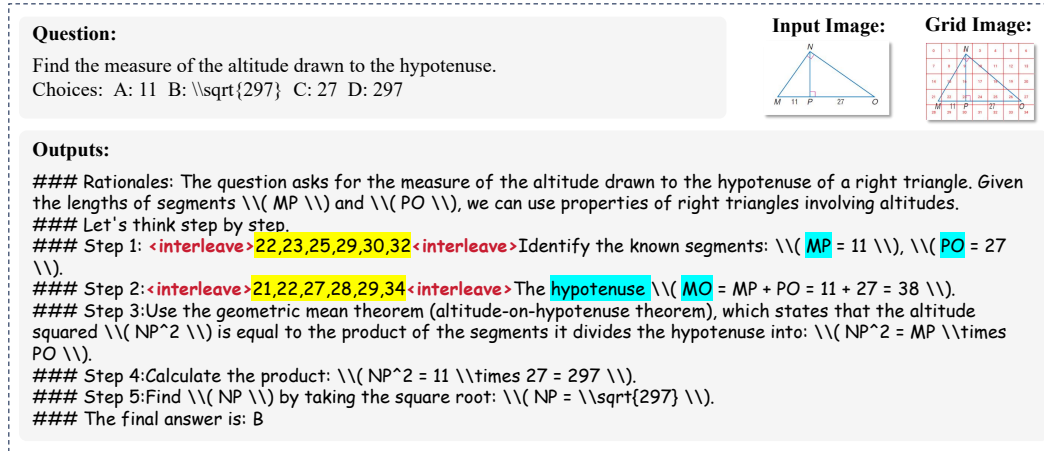 Question:
Find the measure of the altitude drawn to the hypotenuse.
Choices: A: 11 B: \\sqrt{297} C: 27 D: 297
Input Image:
N
M 11 P 27 O
Grid Image:
N
M 11 P 27 O
Outputs:
### Rationales: The question asks for the measure of the altitude drawn to the hypotenuse of a right triangle. Given
the lengths of segments \\( MP \\) and \\( PO \\), we can use properties of right triangles involving altitudes.
### Let's think step by step.
### Step 1: <interleave>22,23,25,29,30,32<interleave>Identify the known segments: \\( MP = 11 \\), \\( PO = 27
\\).
### Step 2:<interleave>21,22,27,28,29,34<interleave>The hypotenuse \\( MO = MP + PO = 11 + 27 = 38 \\).
### Step 3:Use the geometric mean theorem (altitude-on-hypotenuse theorem), which states that the altitude
squared \\( NP^2 \\) is equal to the product of the segments it divides the hypotenuse into: \\( NP^2 = MP \\times
PO \\).
### Step 4:Calculate the product: \\( NP^2 = 11 \\times 27 = 297 \\).
### Step 5:Find \\( NP \\) by taking the square root: \\( NP = \\sqrt{297} \\).
### The final answer is: B